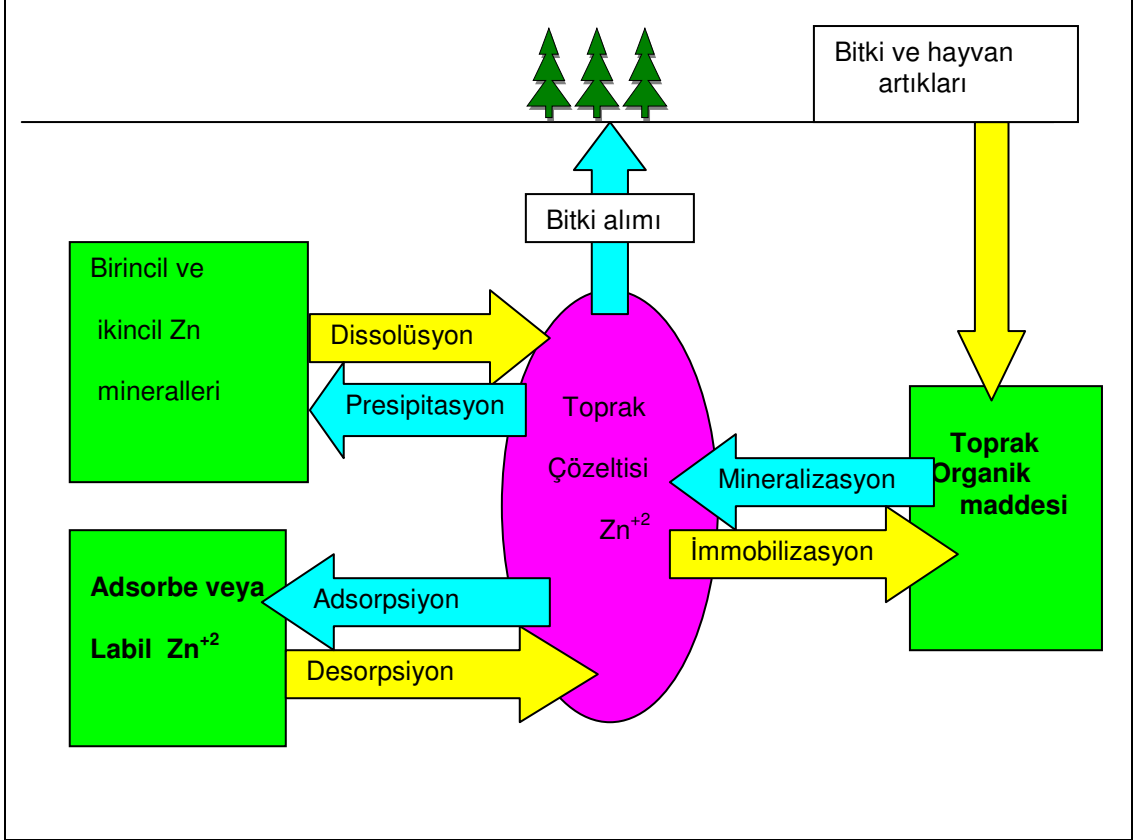 Bitki ve hayvan
artıkları
Bitki alımı
Birincil ve
ikincil Zn
mineralleri
Dissolüsyon
Presipitasyon
Toprak
Çözeltisi
Zn⁺²
Mineralizasyon
İmmobilizasyon
Toprak
Organik
maddesi
Adsorbe veya
Labil Zn⁺²
Adsorpsiyon
Desorpsiyon